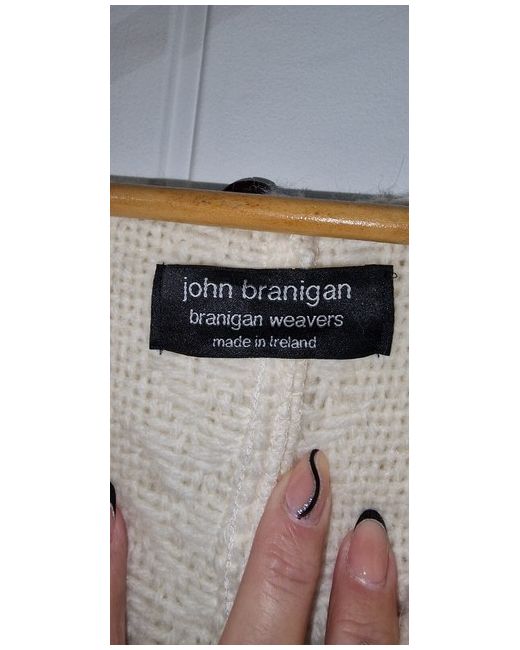 john branigan
branigan weavers
made in Ireland